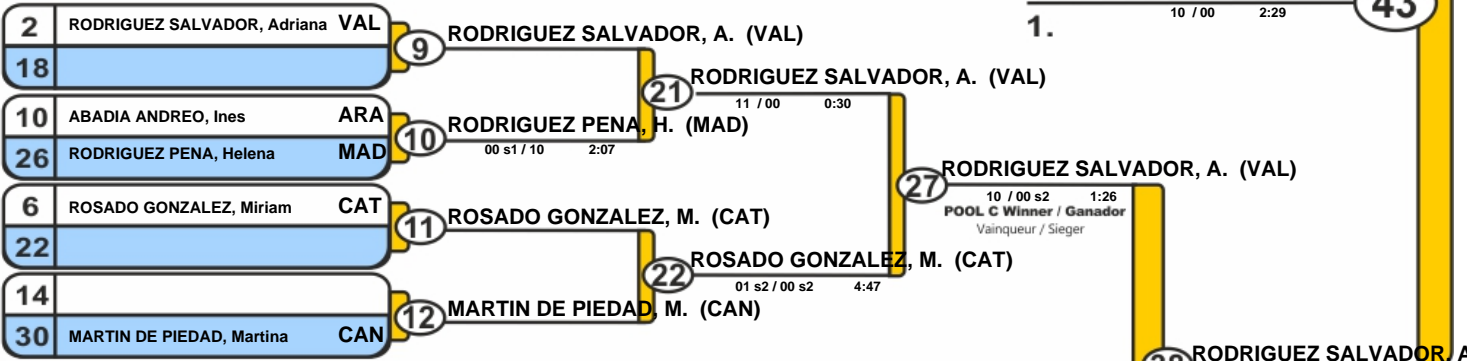 2 RODRIGUEZ SALVADOR, Adriana VAL
18
9
RODRIGUEZ SALVADOR, A. (VAL)
10 ABADIA ANDREO, Ines ARA
26 RODRIGUEZ PENA, Helena MAD
10
RODRIGUEZ PENA, H. (MAD)
00 s1 / 10 2:07
21
RODRIGUEZ SALVADOR, A. (VAL)
11 / 00 0:30
6 ROSADO GONZALEZ, Miriam CAT
22
11
ROSADO GONZALEZ, M. (CAT)
14
30 MARTIN DE PIEDAD, Martina CAN
12
MARTIN DE PIEDAD, M. (CAN)
22
ROSADO GONZALEZ, M. (CAT)
01 s2 / 00 s2 4:47
27
RODRIGUEZ SALVADOR, A. (VAL)
10 / 00 s2 1:26
POOL C Winner / Ganador
Vainqueur / Sieger
10 / 00 2:29
1.
43
RODRIGUEZ SALVADOR, A